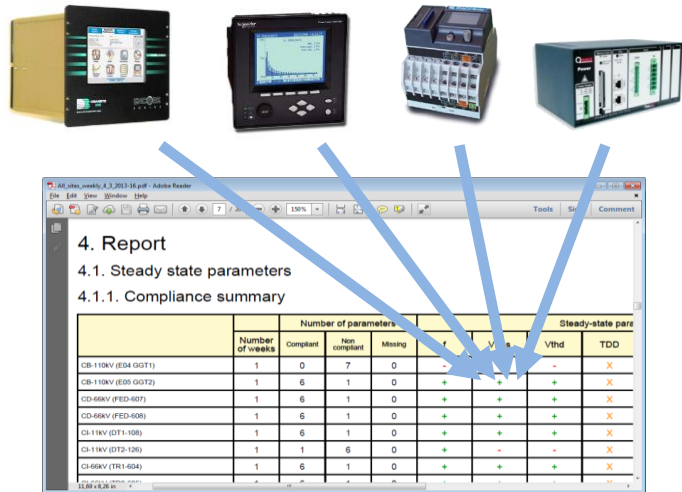 All_sites_weekly_4_3_2013-16.pdf - Adobe Reader
File Edit View Window Help
7 / 150% Tools Comment
4. Report
4.1. Steady state parameters
4.1.1. Compliance summary
Number of parameters Steady-state para
Number of weeks Compliant Non compliant Missing f Vthd TDD
CB-110kV (E04 GGT1) 1 0 7 0 - - X
CB-110kV (E05 GGT2) 1 6 1 0 + + + X
CD-66kV (FED-607) 1 6 1 0 + + + X
CD-66kV (FED-608) 1 6 1 0 + + + X
CI-11kV (DT1-108) 1 6 1 0 + + + X
CI-11kV (DT2-126) 1 1 6 0 + - - X
CI-66kV (TR1-604) 1 6 1 0 + + + X
11,69 x 8,26 in
Power